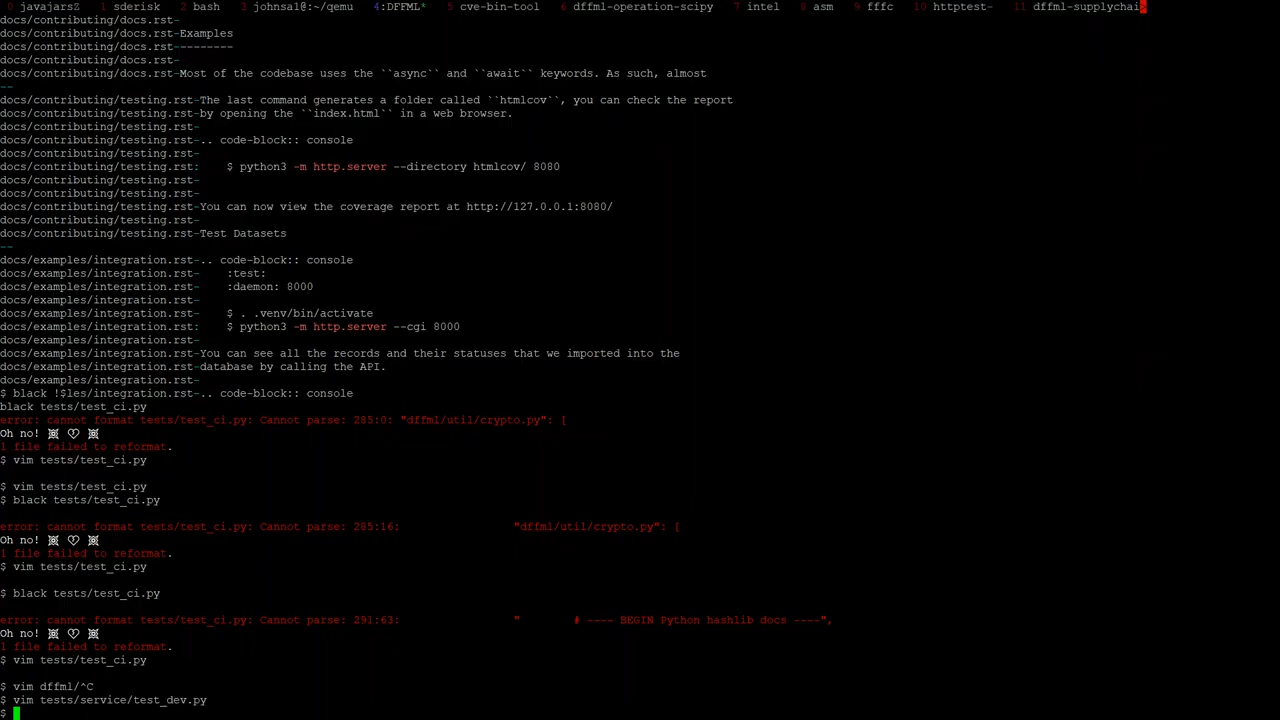 0 javajarsZ  1 sderisk  2 bash  3 johnsal@:~/qemu  4:DFFML*  5 cve-bin-tool  6 dffml-operation-scipy  7 intel  8 asm  9 fffc  10 httptest-  11 dffml-supplychai>
docs/contributing/docs.rst-
docs/contributing/docs.rst-Examples
docs/contributing/docs.rst---------
docs/contributing/docs.rst-
docs/contributing/docs.rst-Most of the codebase uses the ``async`` and ``await`` keywords. As such, almost
--
docs/contributing/testing.rst-The last command generates a folder called ``htmlcov``, you can check the report
docs/contributing/testing.rst-by opening the ``index.html`` in a web browser.
docs/contributing/testing.rst-
docs/contributing/testing.rst-.. code-block:: console
docs/contributing/testing.rst-
docs/contributing/testing.rst:    $ python3 -m http.server --directory htmlcov/ 8080
docs/contributing/testing.rst-
docs/contributing/testing.rst-
docs/contributing/testing.rst-You can now view the coverage report at http://127.0.0.1:8080/
docs/contributing/testing.rst-
docs/contributing/testing.rst-Test Datasets
--
docs/examples/integration.rst-.. code-block:: console
docs/examples/integration.rst-    :test:
docs/examples/integration.rst-    :daemon: 8000
docs/examples/integration.rst-
docs/examples/integration.rst-    $ . .venv/bin/activate
docs/examples/integration.rst:    $ python3 -m http.server --cgi 8000
docs/examples/integration.rst-
docs/examples/integration.rst-You can see all the records and their statuses that we imported into the
docs/examples/integration.rst-database by calling the API.
docs/examples/integration.rst-
$ black !$les/integration.rst-.. code-block:: console
black tests/test_ci.py
error: cannot format tests/test_ci.py: Cannot parse: 285:0: "dffml/util/crypto.py": [
Oh no! 💥 💔 💥
1 file failed to reformat.
$ vim tests/test_ci.py

$ vim tests/test_ci.py
$ black tests/test_ci.py

error: cannot format tests/test_ci.py: Cannot parse: 285:16:                 "dffml/util/crypto.py": [
Oh no! 💥 💔 💥
1 file failed to reformat.
$ vim tests/test_ci.py

$ black tests/test_ci.py

error: cannot format tests/test_ci.py: Cannot parse: 291:63:                 "        # ---- BEGIN Python hashlib docs ----",
Oh no! 💥 💔 💥
1 file failed to reformat.
$ vim tests/test_ci.py

$ vim dffml/^C
$ vim tests/service/test_dev.py
$